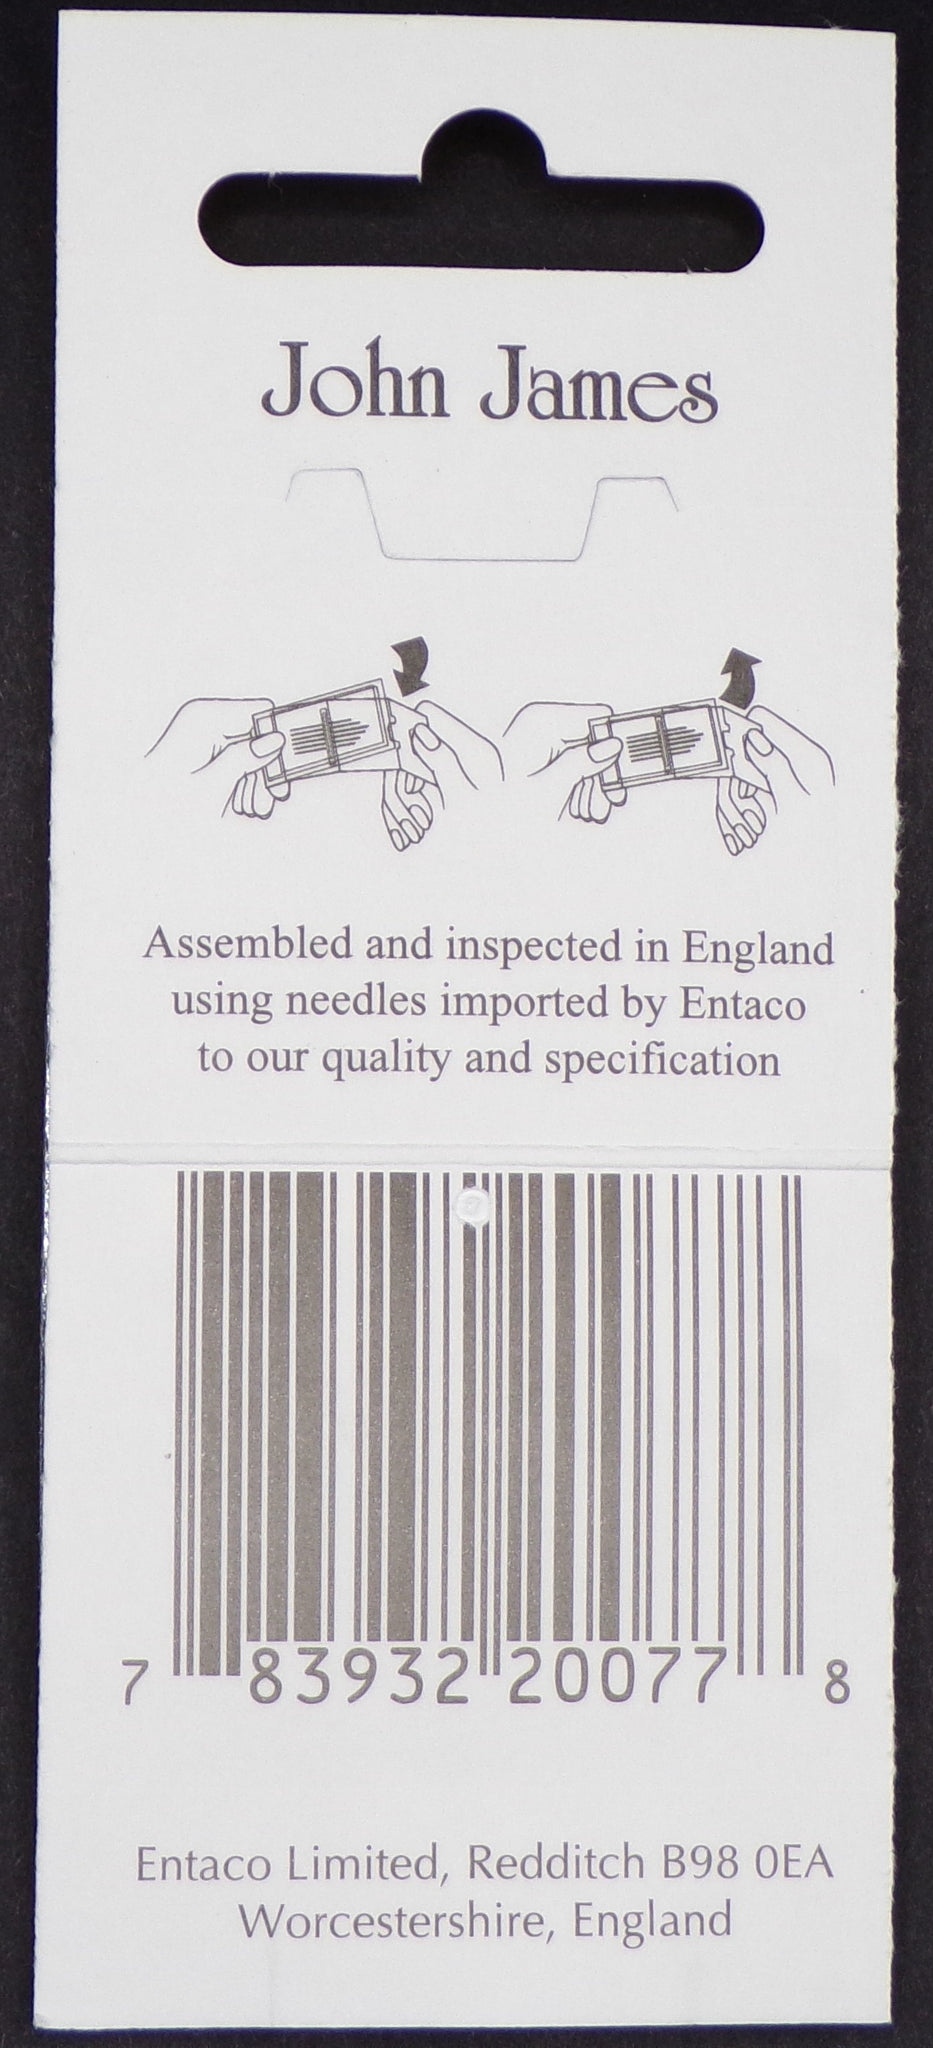 John James
Assembled and inspected in England
using needles imported by Entaco
to our quality and specification
7 83932 20077 8
Entaco Limited, Redditch B98 0EA
Worcestershire, England